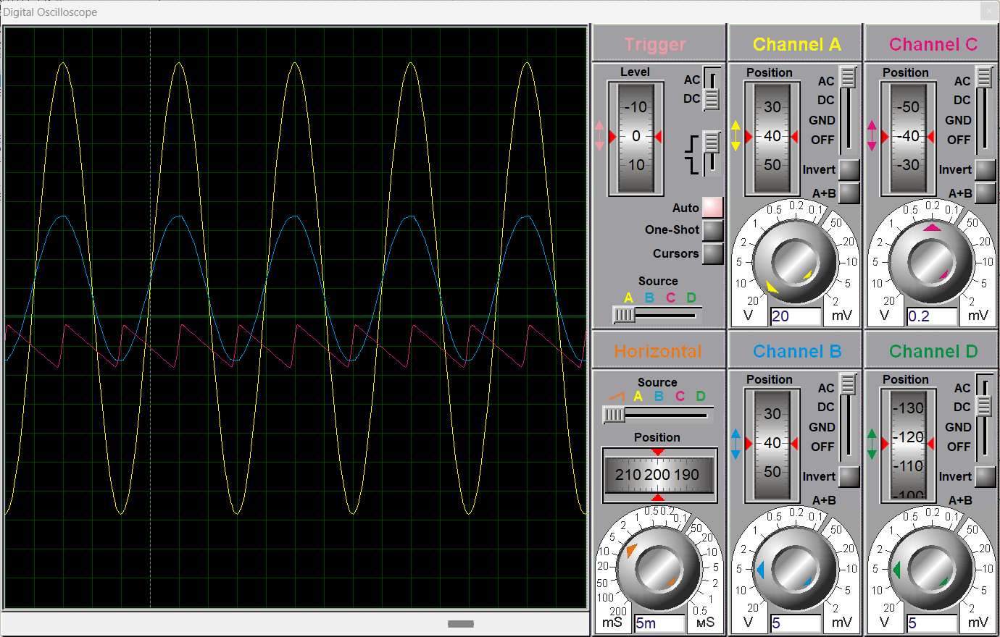 Digital Oscilloscope
Trigger
Level
-10
0
10
AC
DC
Auto
One-Shot
Cursors
Source
A B C D
Channel A
Position
30
40
50
AC
DC
GND
OFF
Invert
A+B
20 10 5 2 1 0.5 0.2 0.1 50 20 10 5 2
V
20
mV
Channel C
Position
-50
-40
-30
AC
DC
GND
OFF
Invert
A+B
20 10 5 2 1 0.5 0.2 0.1 50 20 10 5 2
V
0.2
mV
Horizontal
Source
A B C D
Position
210 200 190
200 100 50 20 10 5 2 1 0.5 0.2 0.1 50 20 10 5 2 1 0.5
mS
5m
µS
Channel B
Position
30
40
50
AC
DC
GND
OFF
Invert
A+B
20 10 5 2 1 0.5 0.2 0.1 50 20 10 5 2
V
5
mV
Channel D
Position
-130
-120
-110
-100
AC
DC
GND
OFF
Invert
A+B
20 10 5 2 1 0.5 0.2 0.1 50 20 10 5 2
V
5
mV